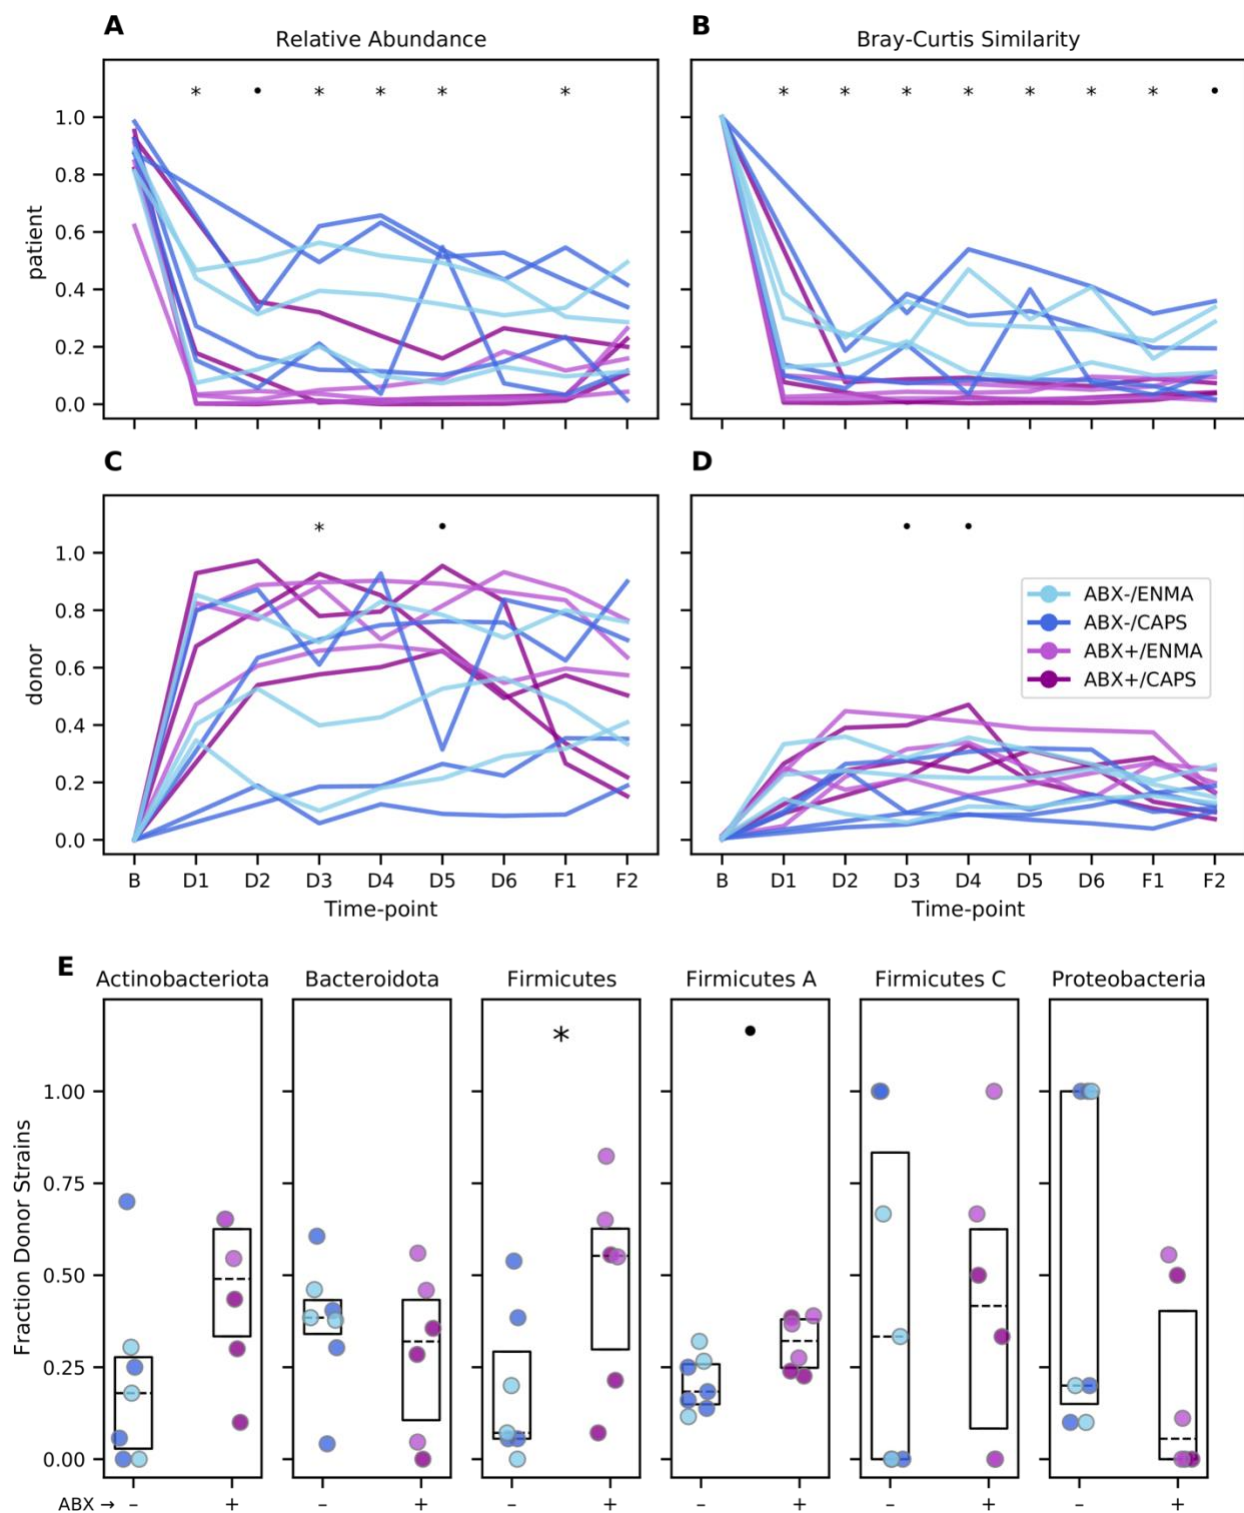 A
Relative Abundance
B
Bray-Curtis Similarity
* • * * * *
* * * * * * * •
1.0
0.8
0.6
0.4
0.2
0.0
patient
C
D
* •
• •
1.0
0.8
0.6
0.4
0.2
0.0
donor
ABX-/ENMA
ABX-/CAPS
ABX+/ENMA
ABX+/CAPS
B D1 D2 D3 D4 D5 D6 F1 F2
B D1 D2 D3 D4 D5 D6 F1 F2
Time-point
Time-point
E
Actinobacteriota
Bacteroidota
Firmicutes
Firmicutes A
Firmicutes C
Proteobacteria
*
•
1.00
0.75
0.50
0.25
0.00
Fraction Donor Strains
ABX → – + – + – + – + – + – +